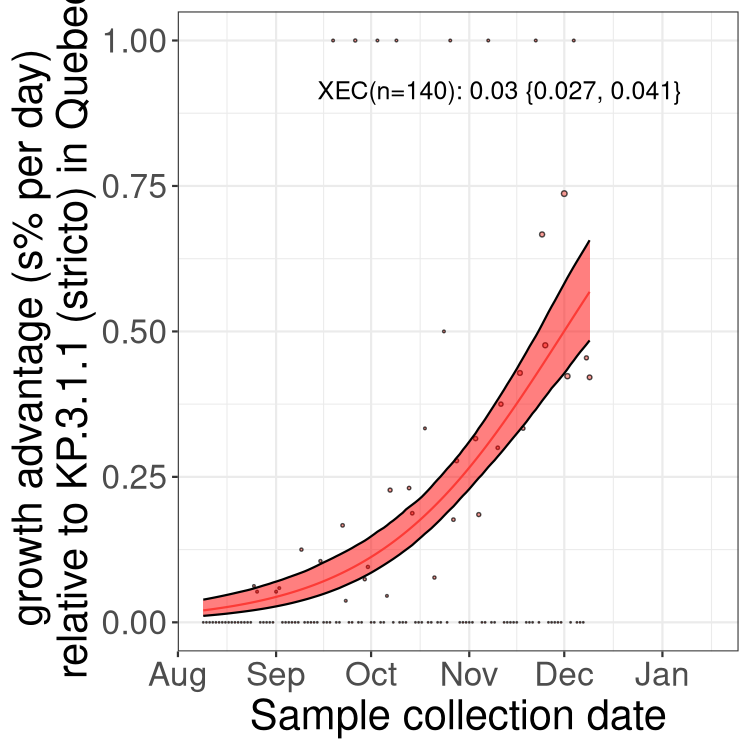 growth advantage (s% per day)
relative to KP.3.1.1 (stricto) in Quebec
1.00
0.75
0.50
0.25
0.00
XEC(n=140): 0.03 {0.027, 0.041}
Aug Sep Oct Nov Dec Jan
Sample collection date